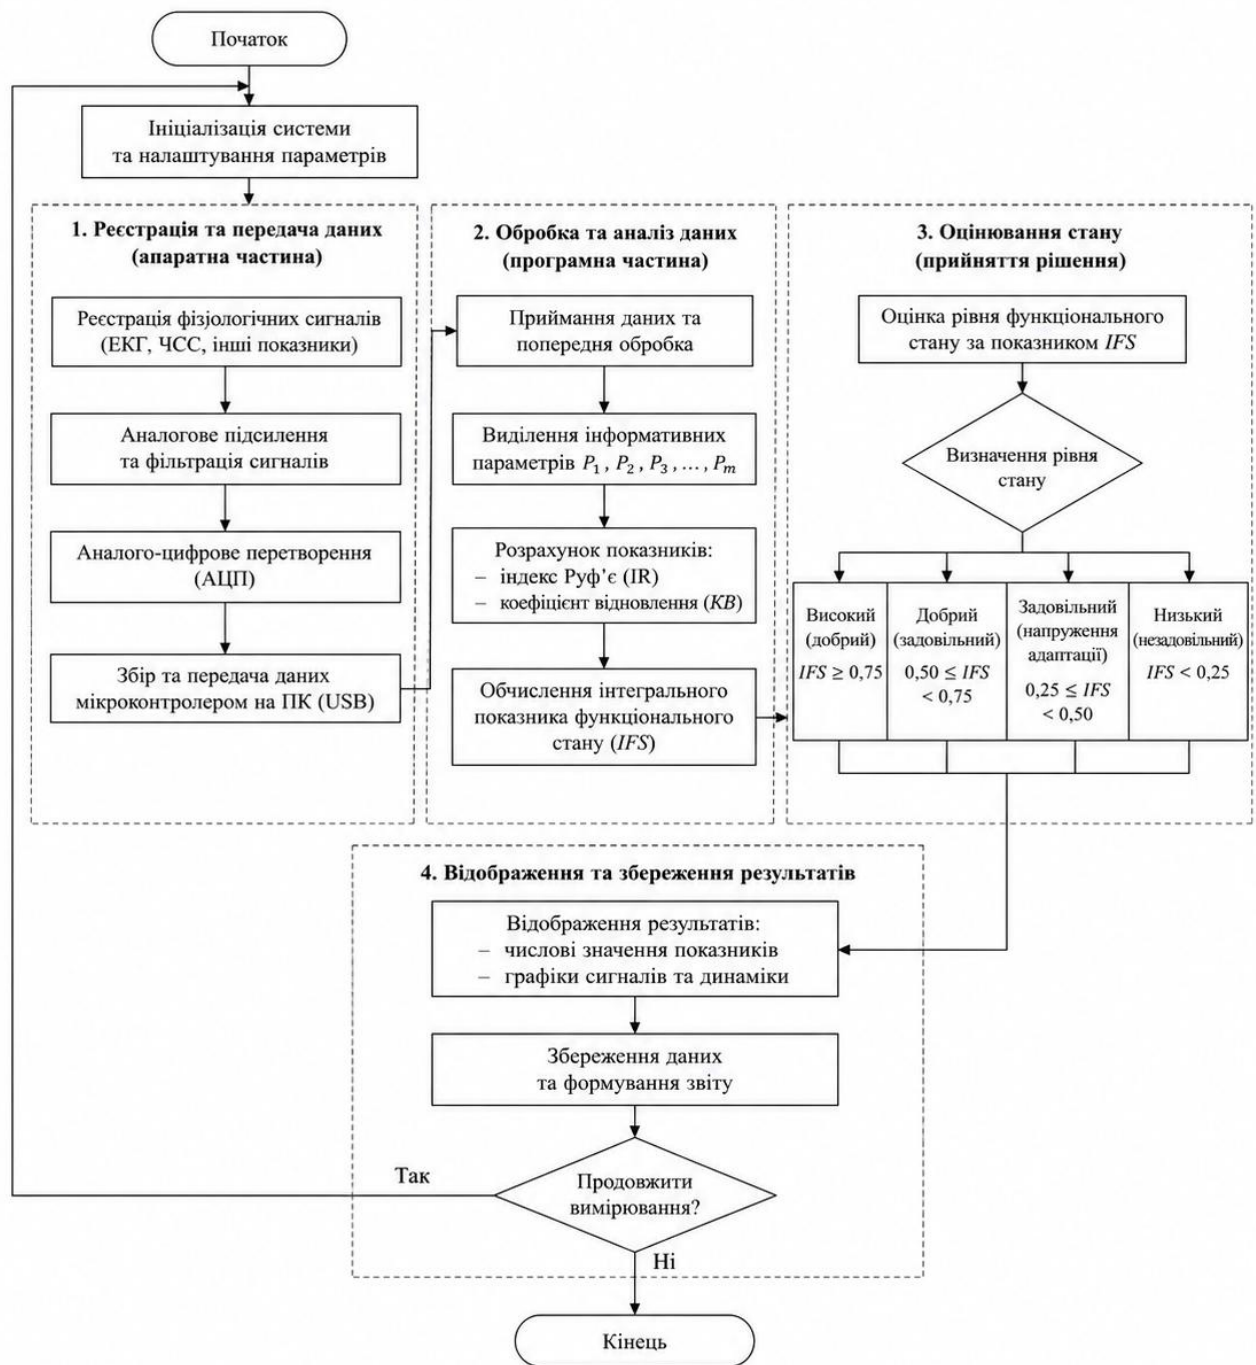 Початок
Ініціалізація системи
та налаштування параметрів
1. Реєстрація та передача даних
(апаратна частина)
Реєстрація фізіологічних сигналів
(ЕКГ, ЧСС, інші показники)
Аналогове підсилення
та фільтрація сигналів
Аналого-цифрове перетворення
(АЦП)
Збір та передача даних
мікроконтролером на ПК (USB)
2. Обробка та аналіз даних
(програмна частина)
Приймання даних та
попередня обробка
Виділення інформативних
параметрів P₁ , P₂ , P₃ , … , Pₘ
Розрахунок показників:
– індекс Руф’є (IR)
– коефіцієнт відновлення (КВ)
Обчислення інтегрального
показника функціонального
стану (IFS)
3. Оцінювання стану
(прийняття рішення)
Оцінка рівня функціонального
стану за показником IFS
Визначення рівня
стану
Високий
(добрий)
IFS ≥ 0,75
Добрий
(задовільний)
0,50 ≤ IFS
< 0,75
Задовільний
(напруження
адаптації)
0,25 ≤ IFS
< 0,50
Низький
(незадовільний)
IFS < 0,25
4. Відображення та збереження результатів
Відображення результатів:
– числові значення показників
– графіки сигналів та динаміки
Збереження даних
та формування звіту
Продовжити
вимірювання?
Так
Ні
Кінець